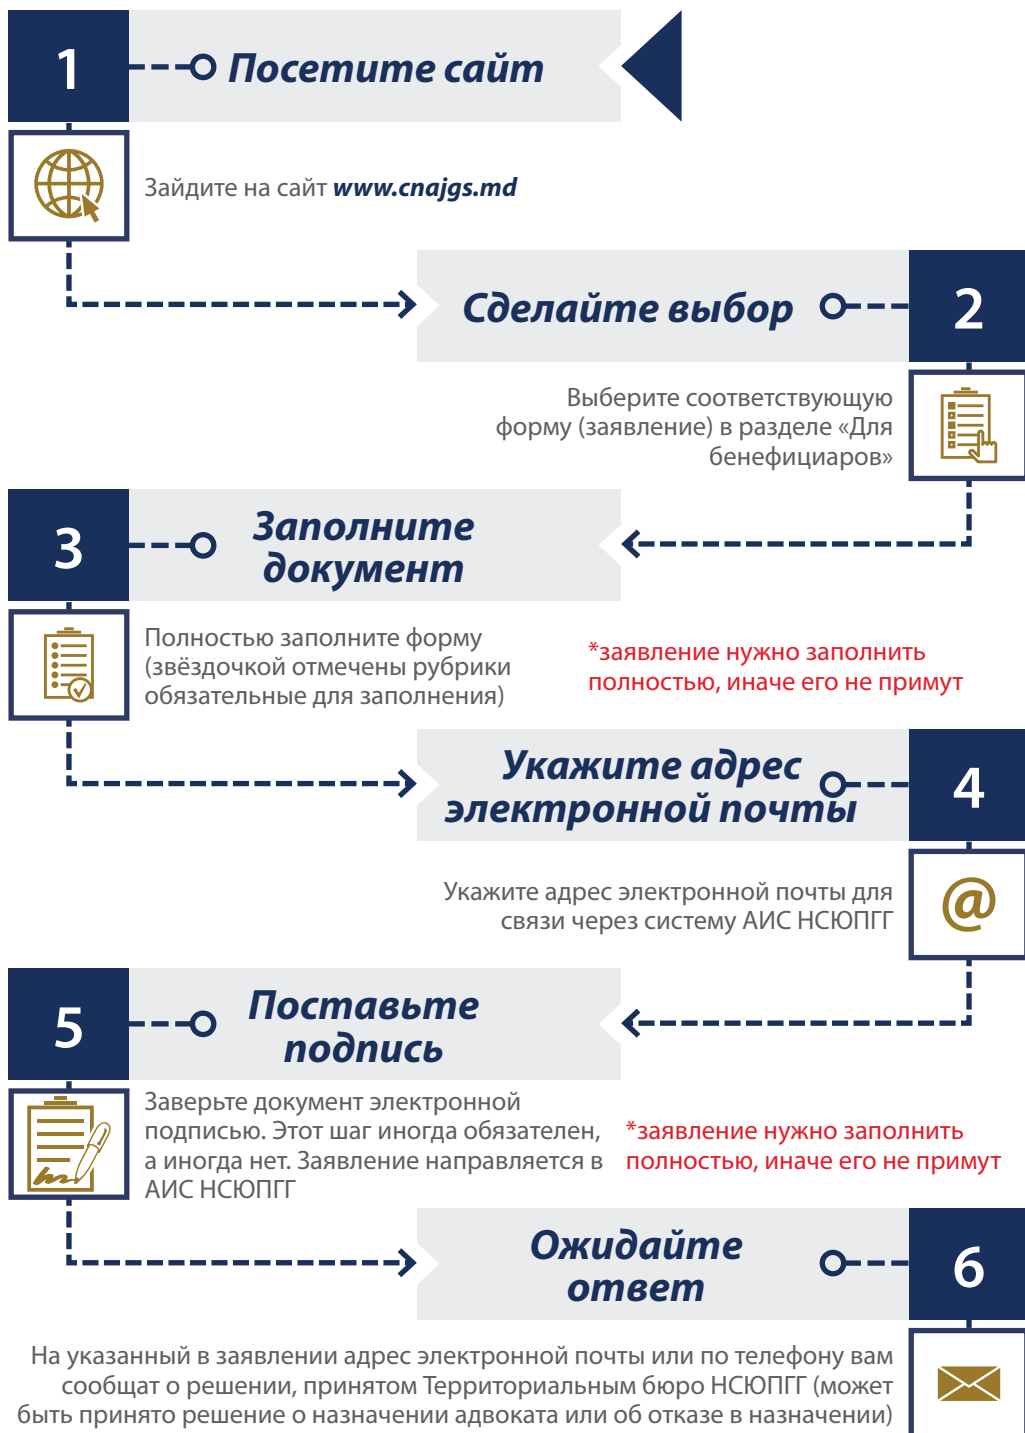 1
Посетите сайт
Зайдите на сайт www.cnajgs.md
Сделайте выбор
2
Выберите соответствующую
форму (заявление) в разделе «Для
бенефициаров»
3
Заполните
документ
Полностью заполните форму
(звёздочкой отмечены рубрики
обязательные для заполнения)
*заявление нужно заполнить
полностью, иначе его не примут
Укажите адрес
электронной почты
4
Укажите адрес электронной почты для
связи через систему АИС НСЮПГГ
@
5
Поставьте
подпись
Заверьте документ электронной
подписью. Этот шаг иногда обязателен,
а иногда нет. Заявление направляется в
АИС НСЮПГГ
*заявление нужно заполнить
полностью, иначе его не примут
Ожидайте
ответ
6
На указанный в заявлении адрес электронной почты или по телефону вам
сообщат о решении, принятом Территориальным бюро НСЮПГГ (может
быть принято решение о назначении адвоката или об отказе в назначении)